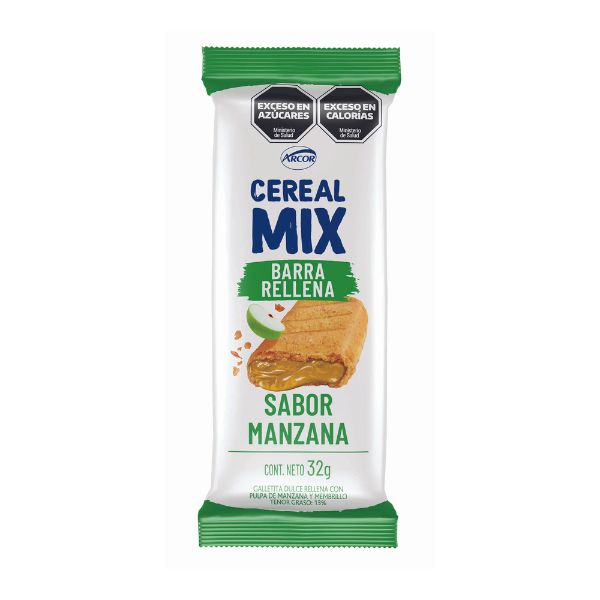 EXCESO EN
AZÚCARES
Ministerio
de Salud
EXCESO EN
CALORÍAS
Ministerio
de Salud
ARCOR
CEREAL
MIX
BARRA
RELLENA
SABOR
MANZANA
CONT. NETO 32g
GALLETITA DULCE RELLENA CON
PULPA DE MANZANA Y MEMBRILLO
TENOR GRASO: 13%